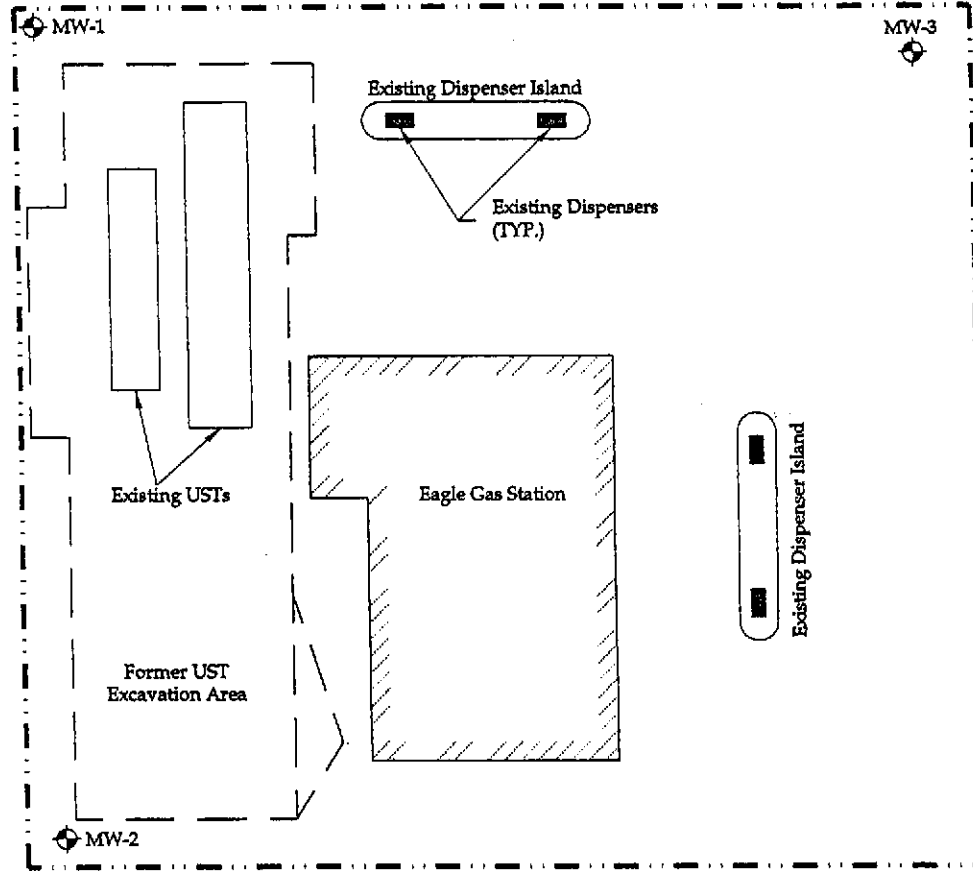 MW-1
MW-3
Existing Dispenser Island
Existing Dispensers
(TYP.)
Existing USTs
Eagle Gas Station
Existing Dispenser Island
Former UST
Excavation Area
MW-2